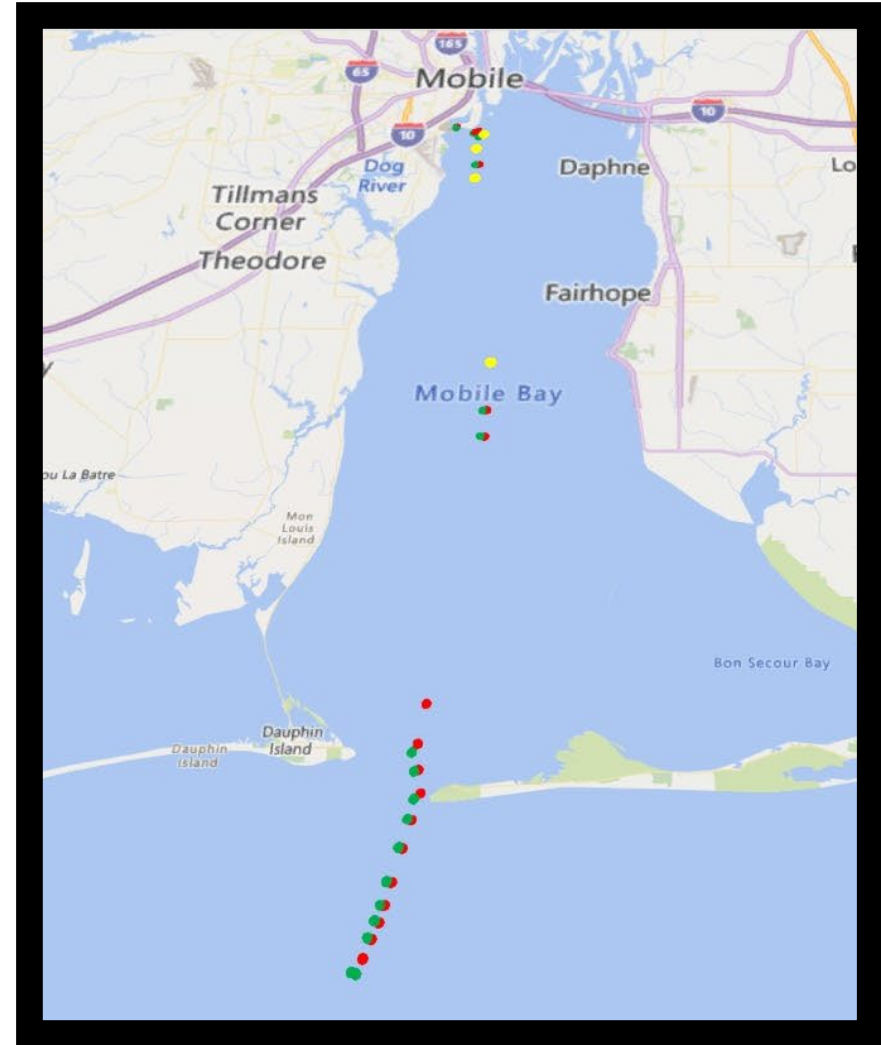 165
65
Mobile
10
10
Dog
River
Daphne
Lo
Tillmans
Corner
Theodore
Fairhope
y
Mobile Bay
ou La Batre
Mon
Louis
Island
Bon Secour Bay
Dauphin
Island
Dauphin
Island